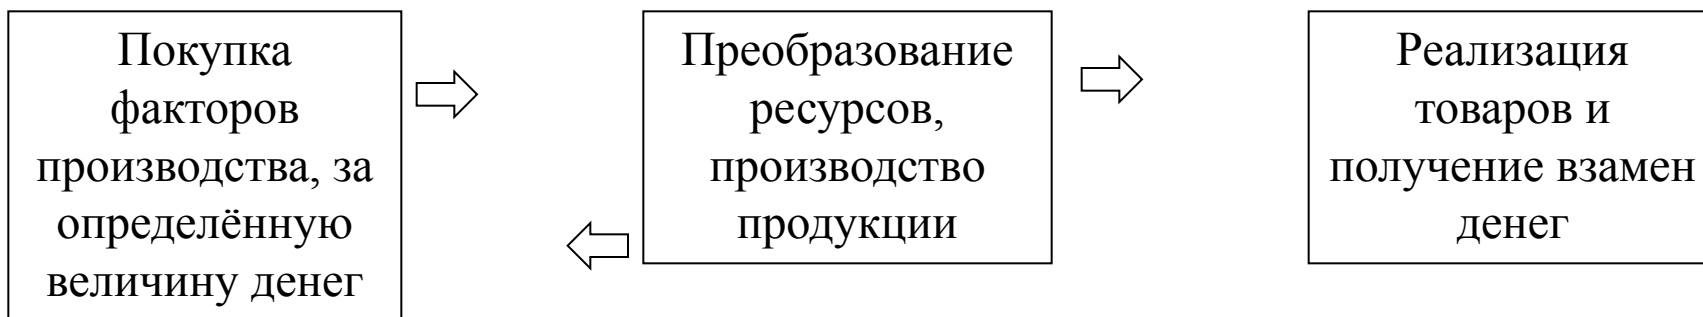 Покупка
факторов
производства, за
определённую
величину денег
Преобразование
ресурсов,
производство
продукции
Реализация
товаров и
получение взамен
денег